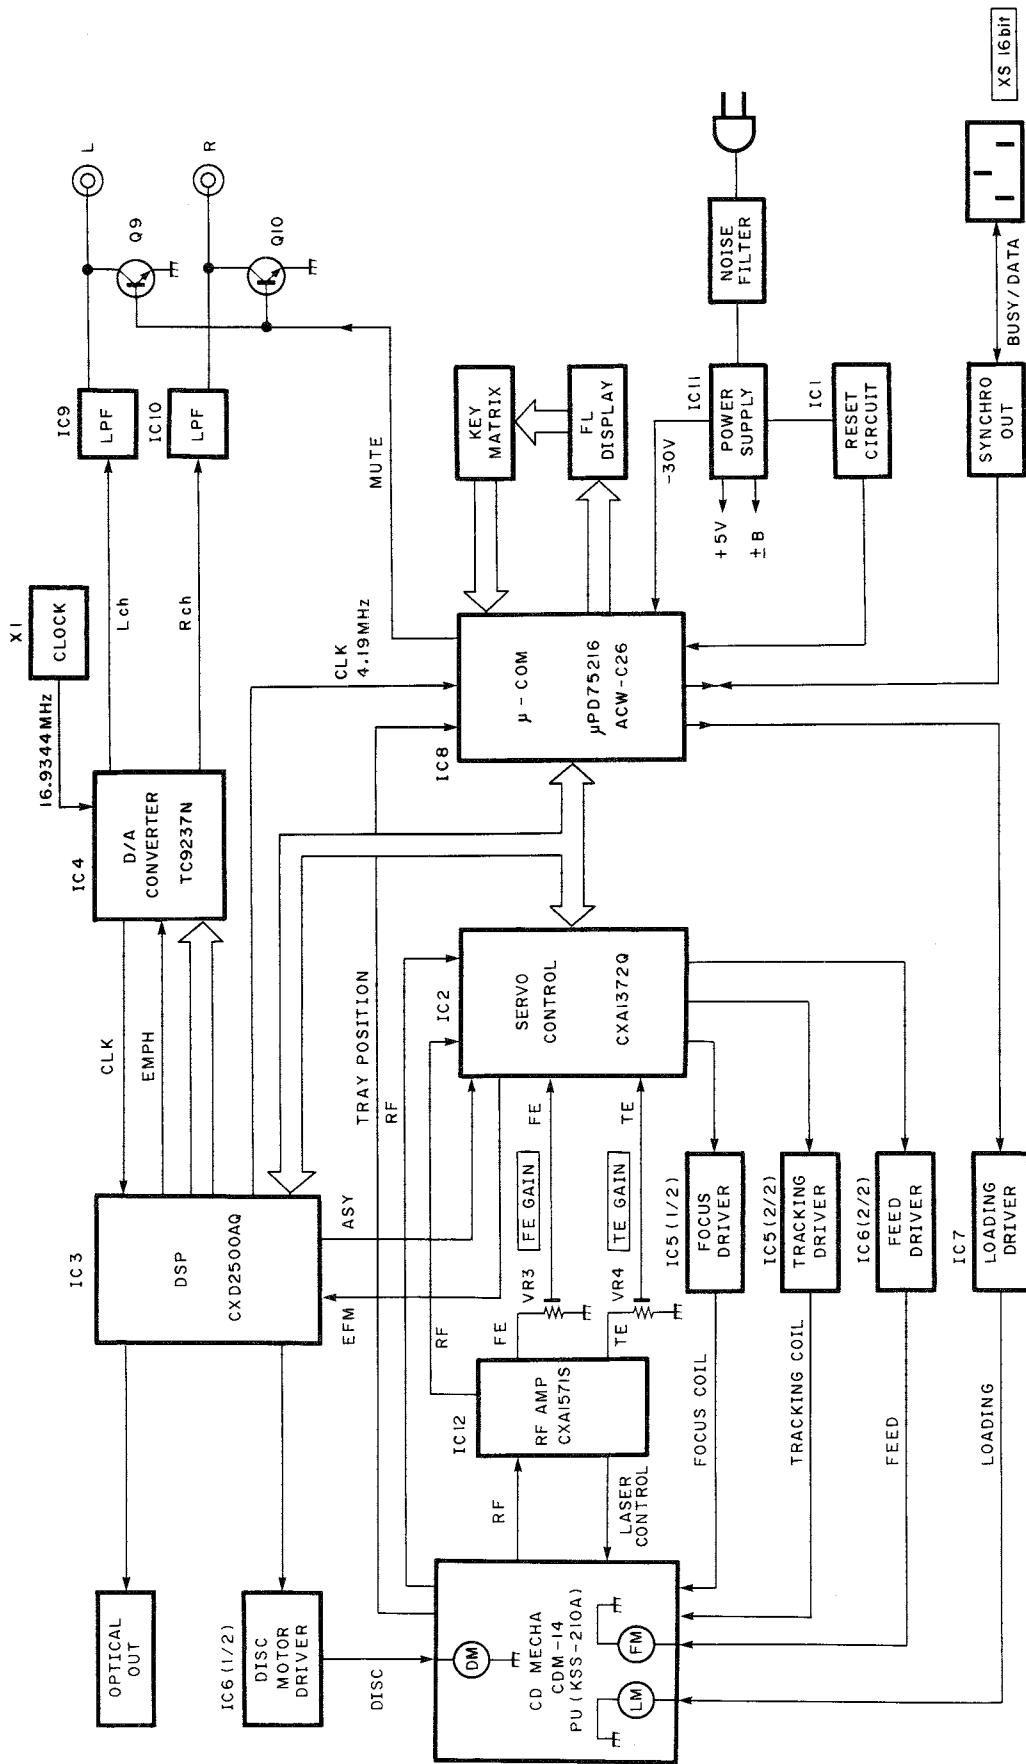 OPTICAL
OUT
IC6(1/2)
DISC
MOTOR
DRIVER
DISC
DM
CD MECHA
CDM-14
PU(KSS-210A)
LM
FM
IC3
DSP
CXD2500AQ
CLK
EMPH
ASY
EFM
TRAY POSITION
RF
RF
RF
LASER
CONTROL
IC12
RF AMP
CXA1571S
FE
VR3
FE GAIN
FE
TE
VR4
TE GAIN
TE
IC2
SERVO
CONTROL
CXA1372Q
FOCUS COIL
IC5(1/2)
FOCUS
DRIVER
TRACKING COIL
IC5(2/2)
TRACKING
DRIVER
FEED
IC6(2/2)
FEED
DRIVER
LOADING
IC7
LOADING
DRIVER
X1
CLOCK
16.9344MHz
IC4
D/A
CONVERTER
TC9237N
Lch
Rch
IC9
LPF
IC10
LPF
L
Q9
R
Q10
MUTE
CLK
4.19MHz
IC8
μ-COM
μPD75216
ACW-C26
KEY
MATRIX
FL
DISPLAY
-30V
IC11
POWER
SUPPLY
+5V
±B
NOISE
FILTER
IC1
RESET
CIRCUIT
SYNCHRO
OUT
BUSY/DATA
XS 16bit